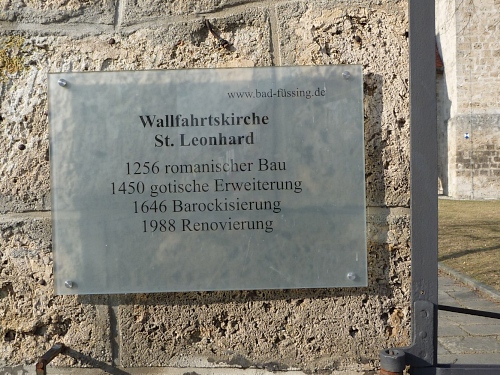 www.bad-füssing.de
Wallfahrtskirche
St. Leonhard
1256 romanischer Bau
1450 gotische Erweiterung
1646 Barockisierung
1988 Renovierung